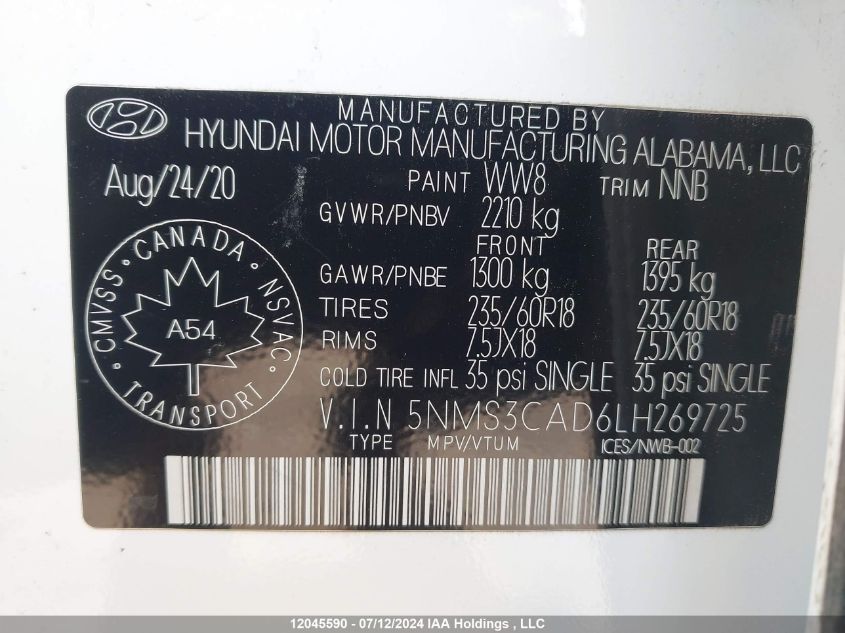 MANUFACTURED BY
HYUNDAI MOTOR MANUFACTURING ALABAMA, LLC
Aug/24/20
PAINT WW8 TRIM NNB
GVWR/PNBV 2210 kg
FRONT REAR
GAWR/PNBE 1300 kg 1395 kg
TIRES 235/60R18 235/60R18
RIMS 7.5JX18 7.5JX18
COLD TIRE INFL 35 psi SINGLE 35 psi SINGLE
V.I.N 5NMS3CAD6LH269725
TYPE MPV/VTUM ICES/NWB-002
CANADA
CMVSS • NSVAC
A54
TRANSPORT
12045590 - 07/12/2024 IAA Holdings , LLC